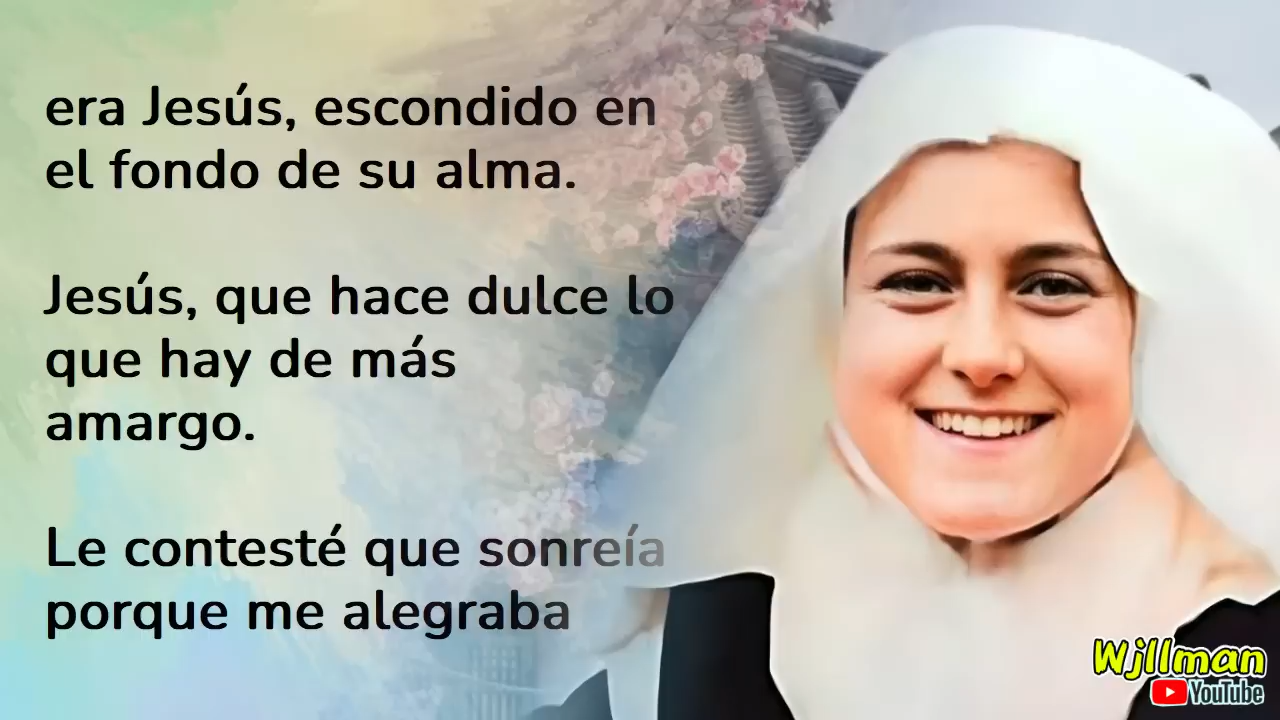 era Jesús, escondido en
el fondo de su alma.
Jesús, que hace dulce lo
que hay de más
amargo.
Le contesté que sonreía
porque me alegraba
Wjllman
YouTube